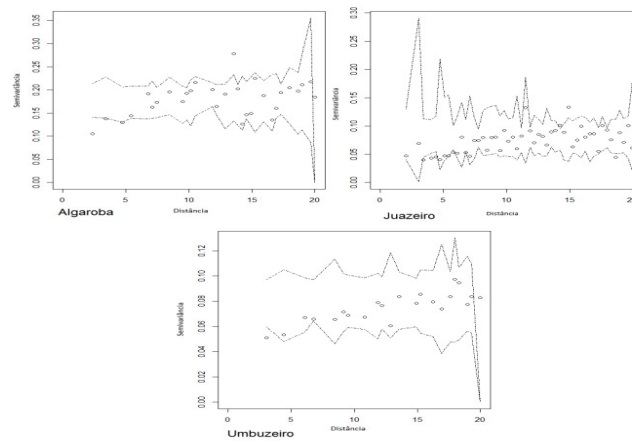 Semivariância
0.00 0.05 0.10 0.15 0.20 0.25 0.30 0.35
0 5 10 15 20
Distância
Algaroba
Semivariância
0.00 0.05 0.10 0.15 0.20 0.25 0.30
0 5 10 15 20
Distância
Juazeiro
Semivariância
0.00 0.02 0.04 0.06 0.08 0.10 0.12
0 5 10 15 20
Distância
Umbuzeiro